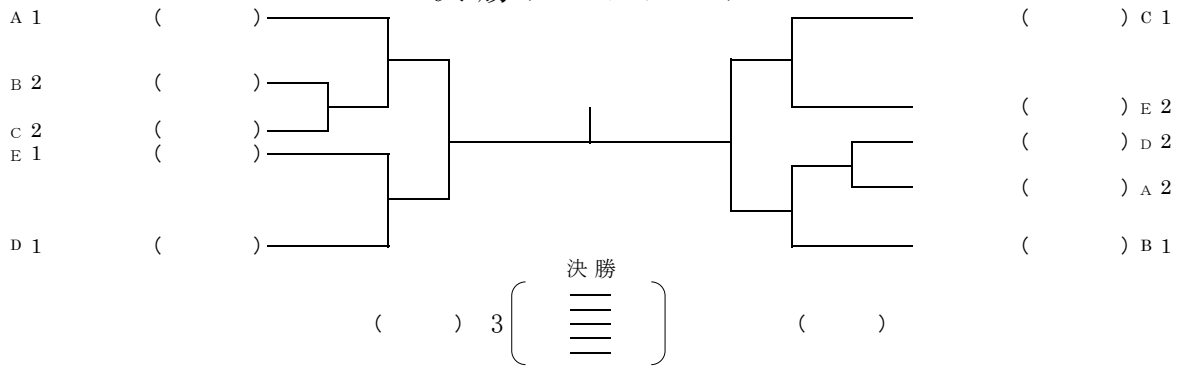 A 1 ( ) ( ) C 1
B 2 ( )
( ) E 2
C 2 ( )
( ) D 2
E 1 ( )
( ) A 2
D 1 ( ) ( ) B 1
決 勝
( ) 3 ( )